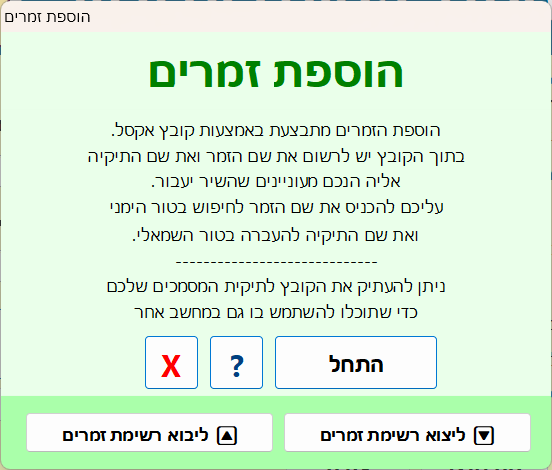 הוספת זמרים
הוספת זמרים
הוספת הזמרים מתבצעת באמצעות קובץ אקסל.
בתוך הקובץ יש לרשום את שם הזמר ואת שם התיקיה
אליה הנכם מעוניינים שהשיר יעבור.
עליכם להכניס את שם הזמר לחיפוש בטור הימני
ואת שם התיקיה להעברה בטור השמאלי.
-----------------------------
ניתן להעתיק את הקובץ לתיקית המסמכים שלכם
כדי שתוכלו להשתמש בו גם במחשב אחר
התחל
?
X
ליצוא רשימת זמרים
ליבוא רשימת זמרים